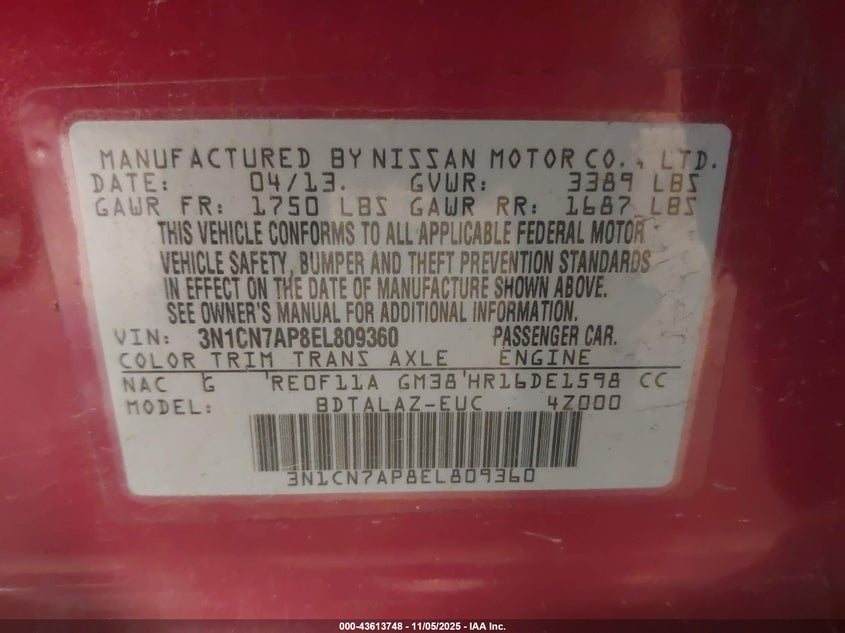 MANUFACTURED BY NISSAN MOTOR CO., LTD.
DATE: 04/13. GVWR: 3389 LBS
GAWR FR: 1750 LBS GAWR RR: 1687 LBS
THIS VEHICLE CONFORMS TO ALL APPLICABLE FEDERAL MOTOR
VEHICLE SAFETY, BUMPER AND THEFT PREVENTION STANDARDS
IN EFFECT ON THE DATE OF MANUFACTURE SHOWN ABOVE.
SEE OWNER'S MANUAL FOR ADDITIONAL INFORMATION.
VIN: 3N1CN7AP8EL809360 PASSENGER CAR.
COLOR TRIM TRANS AXLE ENGINE
NAC G 'RE0F11A GM38'HR16DE1598 CC
MODEL: BDTALAZ-EUC 4Z000
3N1CN7AP8EL809360
000-43613748 - 11/05/2025 - IAA Inc.